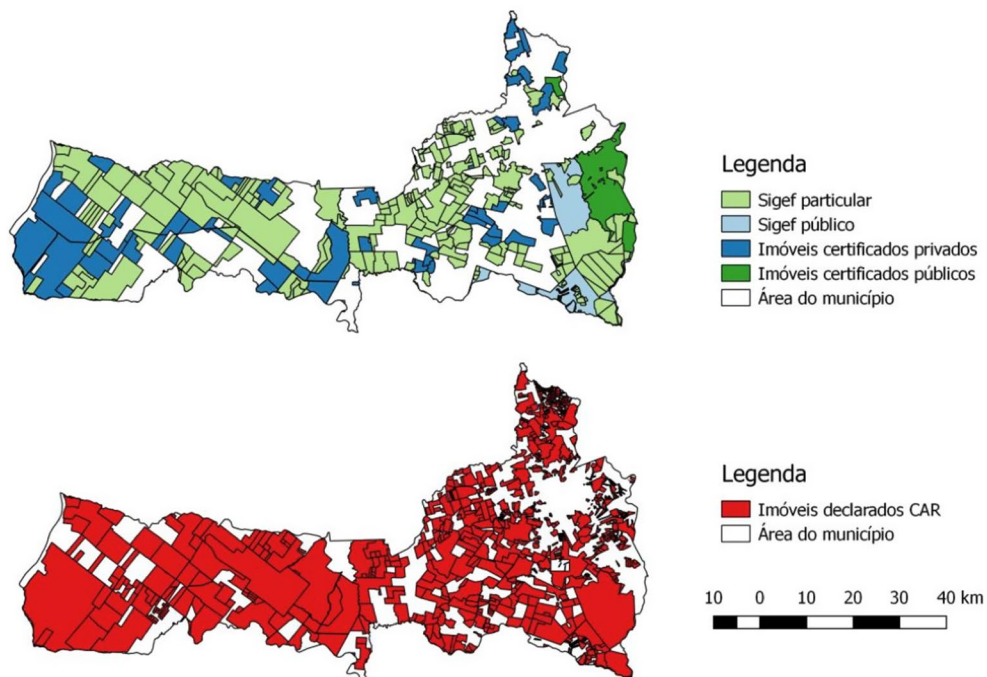 Legenda
Sigef particular
Sigef público
Imóveis certificados privados
Imóveis certificados públicos
Área do município
Legenda
Imóveis declarados CAR
Área do município
10 0 10 20 30 40 km